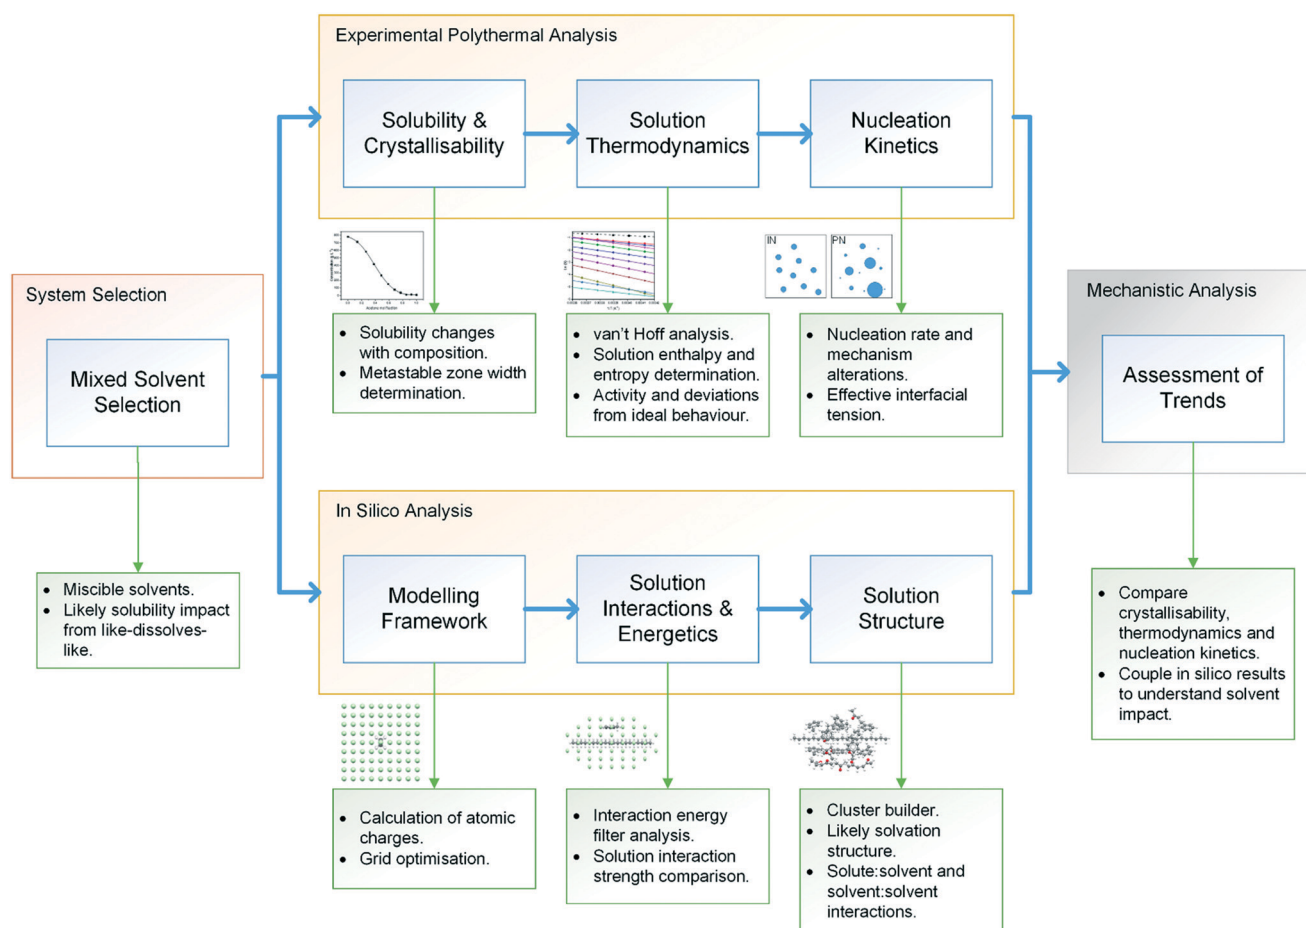 Experimental Polythermal Analysis
Solubility &
Crystallisability
Solution
Thermodynamics
Nucleation
Kinetics
IN
PN
System Selection
Mixed Solvent
Selection
• Solubility changes
with composition.
• Metastable zone width
determination.
• van't Hoff analysis.
• Solution enthalpy and
entropy determination.
• Activity and deviations
from ideal behaviour.
• Nucleation rate and
mechanism
alterations.
• Effective interfacial
tension.
Mechanistic Analysis
Assessment of
Trends
In Silico Analysis
Modelling
Framework
Solution
Interactions &
Energetics
Solution
Structure
• Miscible solvents.
• Likely solubility impact
from like-dissolves-
like.
• Compare
crystallisability,
thermodynamics and
nucleation kinetics.
• Couple in silico results
to understand solvent
impact.
• Calculation of atomic
charges.
• Grid optimisation.
• Interaction energy
filter analysis.
• Solution interaction
strength comparison.
• Cluster builder.
• Likely solvation
structure.
• Solute:solvent and
solvent:solvent
interactions.